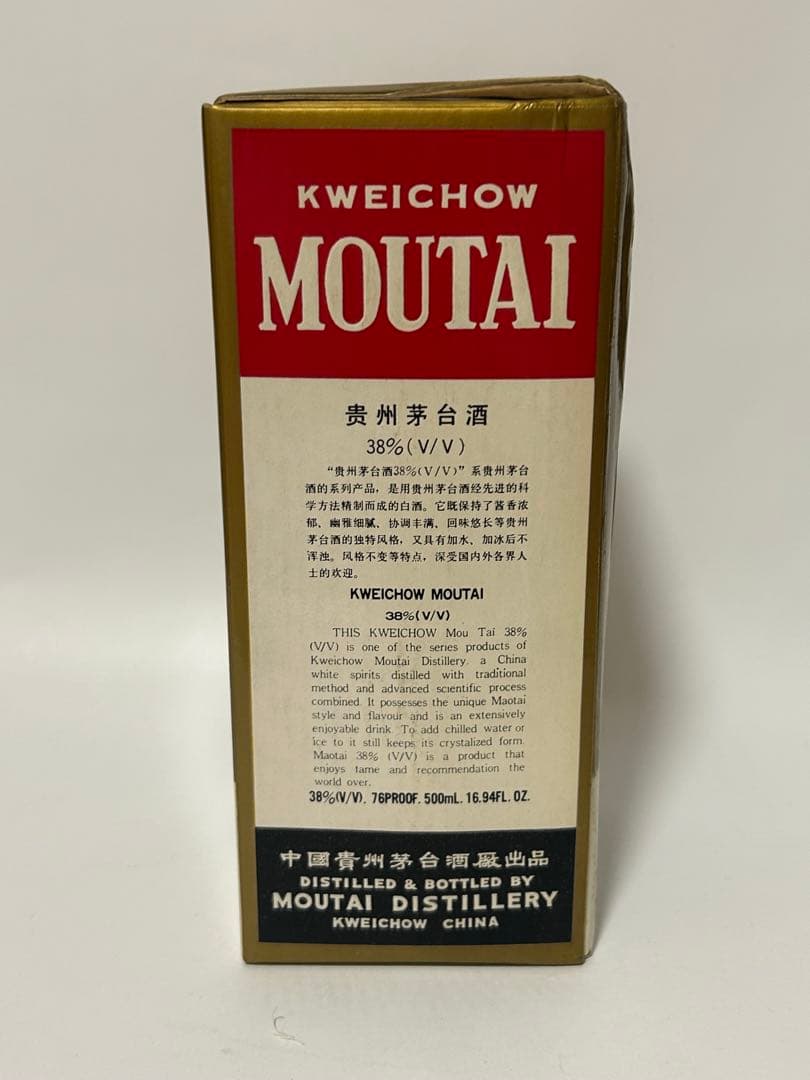 KWEICHOW
MOUTAI
贵州茅台酒
38%(V/V)
“贵州茅台酒38%(V/V)”系贵州茅台
酒的系列产品，是用贵州茅台酒经先进的科
学方法精制而成的白酒。它既保持了酱香浓
郁、幽雅细腻、协调丰满、回味悠长等贵州
茅台酒的独特风格，又具有加水、加冰后不
浑浊。风格不变等特点，深受国内外各界人
士的欢迎。
KWEICHOW MOUTAI
38%(V/V)
THIS KWEICHOW Mou Tai 38%
(V/V) is one of the series products of
Kweichow Moutai Distillery. a China
white spirits distilled with traditional
method and advanced scientific process
combined. It possesses the unique Maotai
style and flavour and is an extensively
enjoyable drink. To add chilled water or
ice to it still keeps its crystalized form.
Maotai 38% (V/V) is a product that
enjoys fame and recommendation the
world over.
38%(V/V). 76PROOF. 500mL. 16.94FL. OZ.
中國貴州茅台酒廠出品
DISTILLED & BOTTLED BY
MOUTAI DISTILLERY
KWEICHOW CHINA